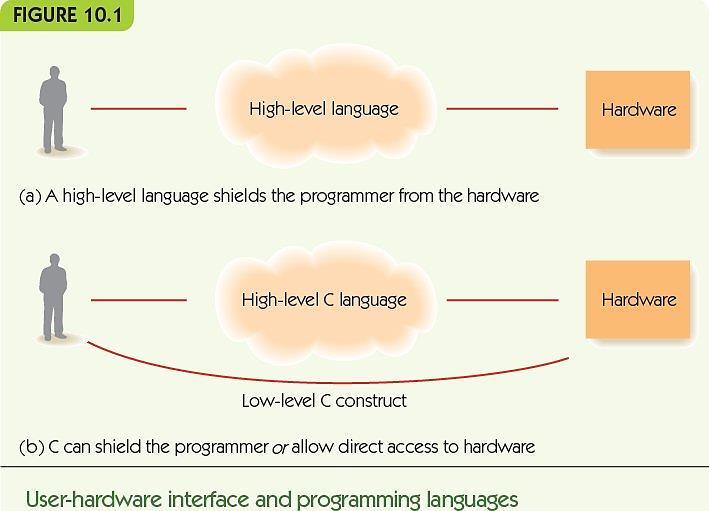 FIGURE 10.1
High-level language
Hardware
(a) A high-level language shields the programmer from the hardware
High-level C language
Hardware
Low-level C construct
(b) C can shield the programmer or allow direct access to hardware
User-hardware interface and programming languages